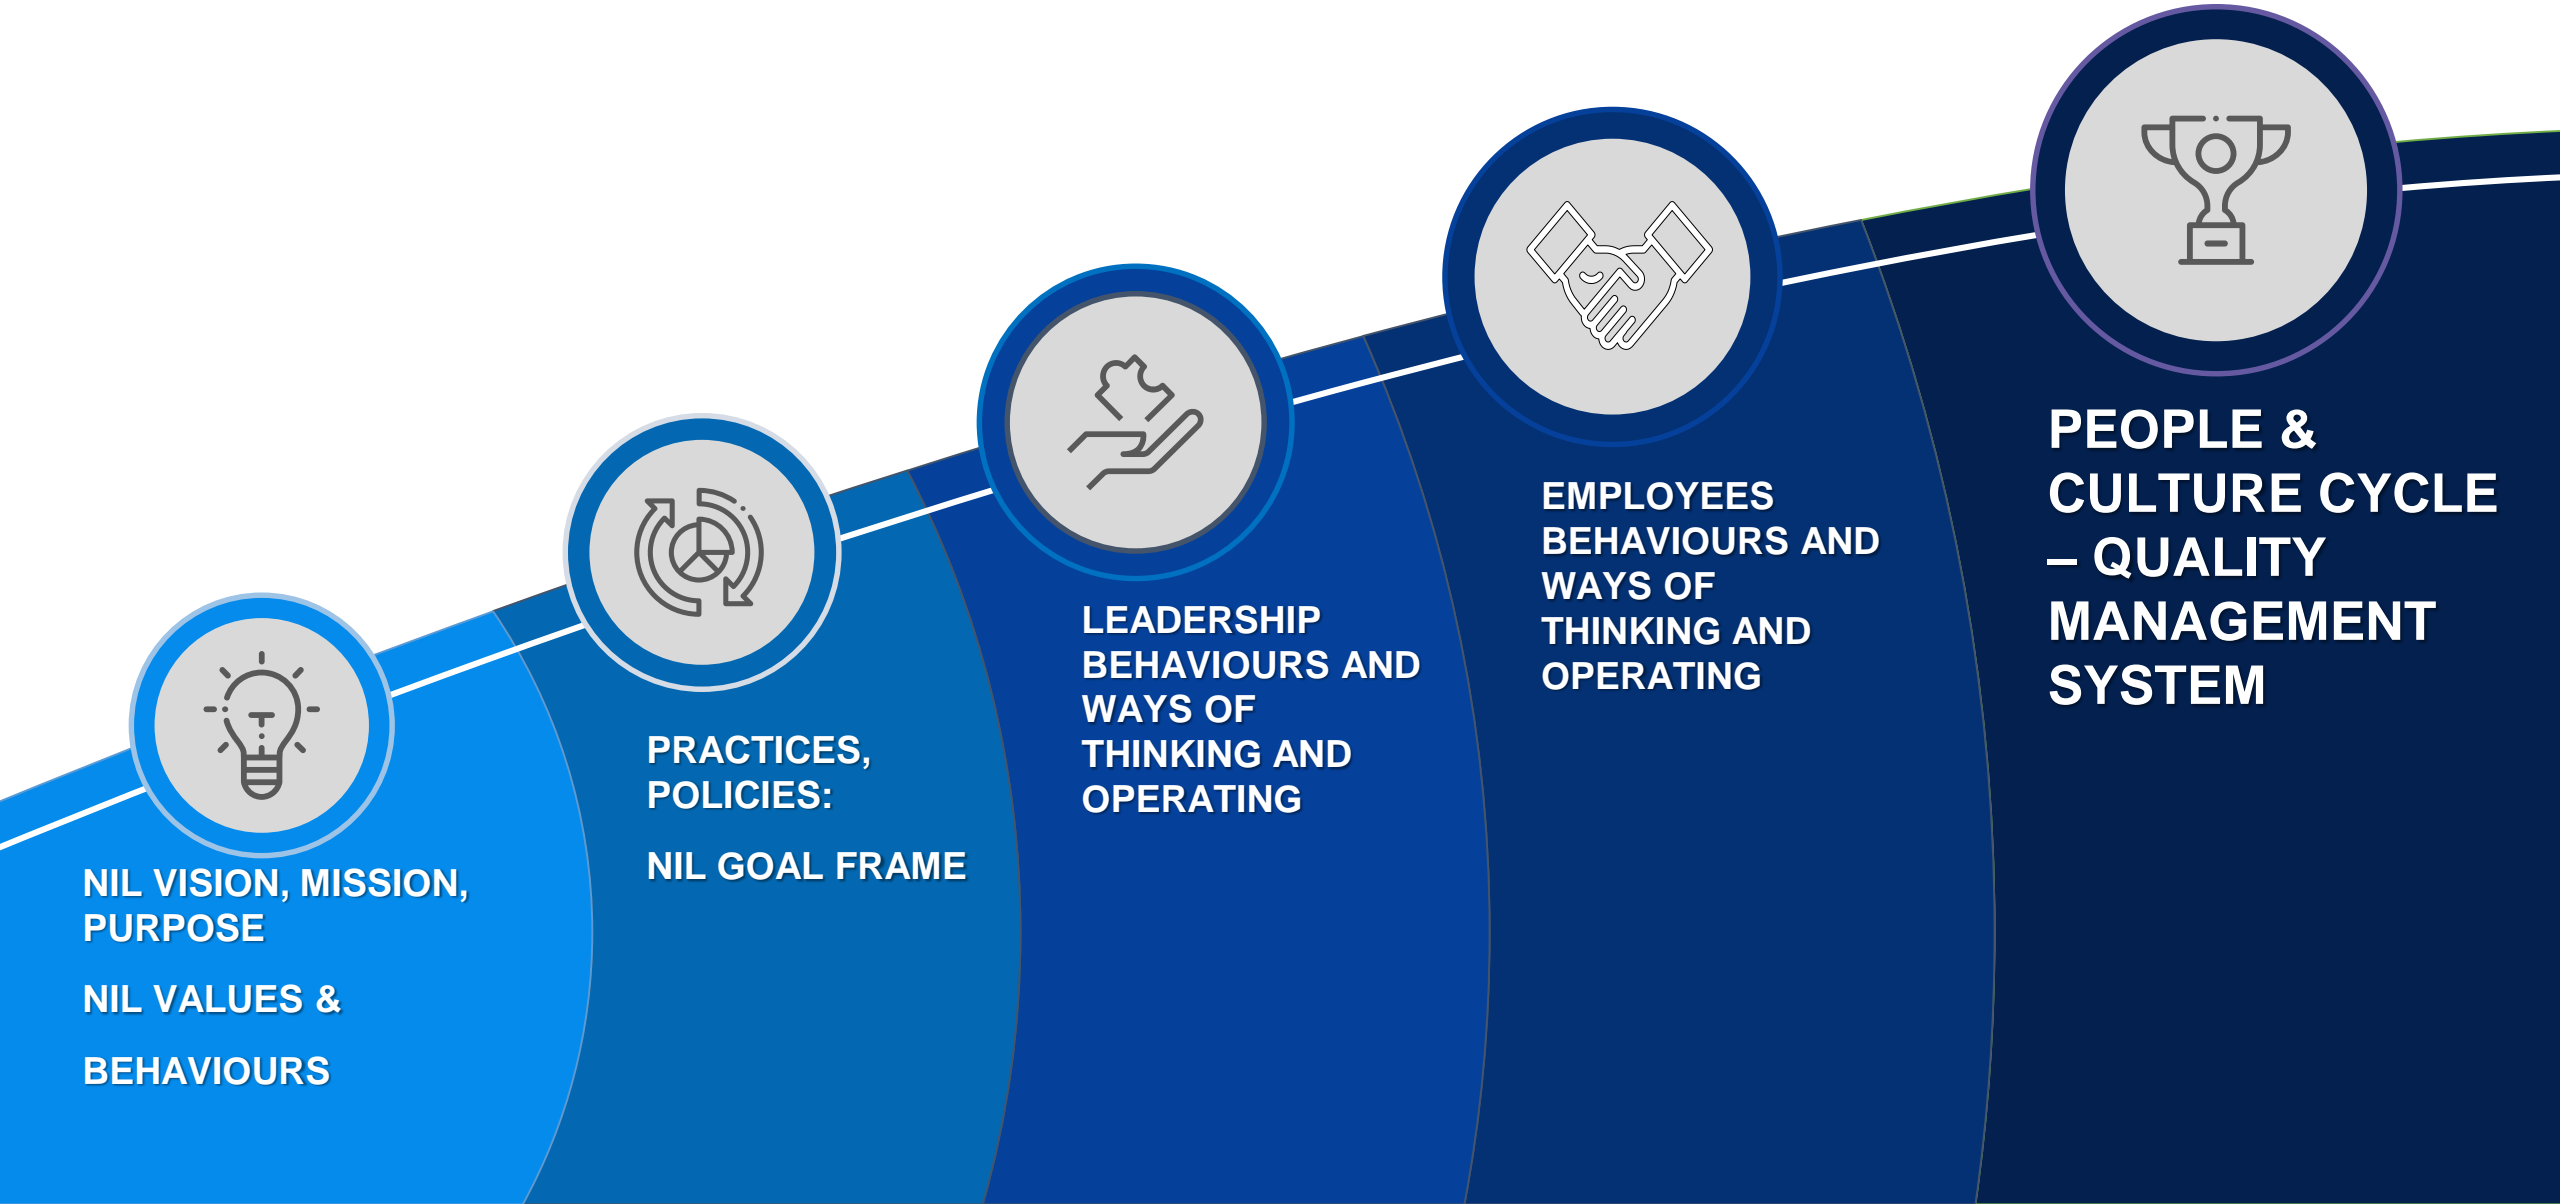 NIL VISION, MISSION,
PURPOSE
NIL VALUES &
BEHAVIOURS
PRACTICES,
POLICIES:
NIL GOAL FRAME
LEADERSHIP
BEHAVIOURS AND
WAYS OF
THINKING AND
OPERATING
EMPLOYEES
BEHAVIOURS AND
WAYS OF
THINKING AND
OPERATING
PEOPLE &
CULTURE CYCLE
– QUALITY
MANAGEMENT
SYSTEM